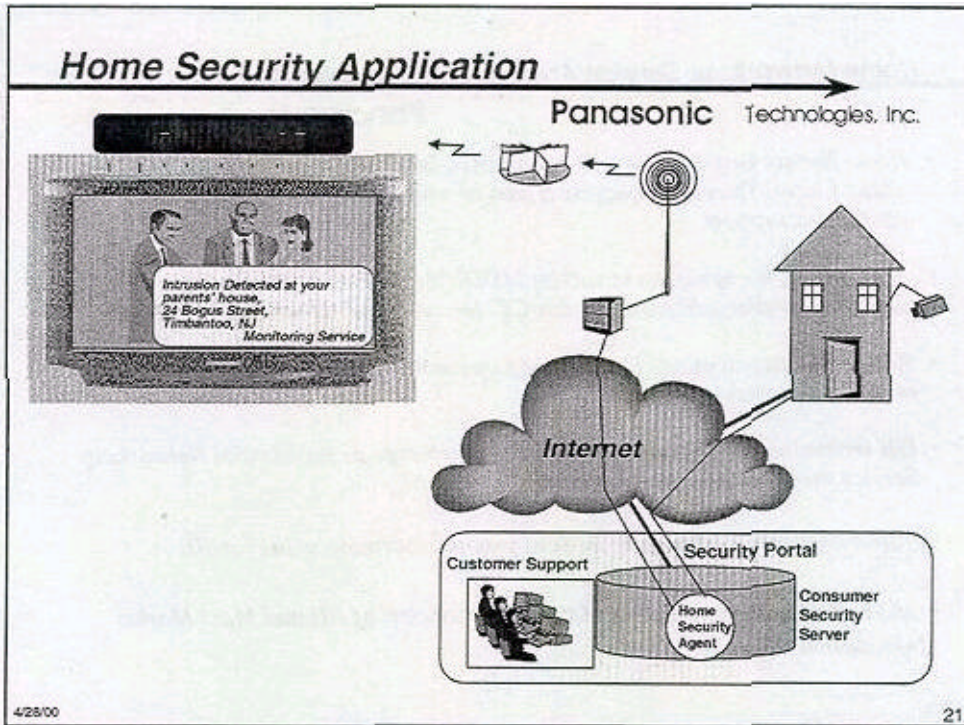 Home Security Application
Panasonic Technologies, Inc.
Intrusion Detected at your
parents' house,
24 Bogus Street,
Timbantoo, NJ
Monitoring Service
Internet
Security Portal
Customer Support
Home
Security
Agent
Consumer
Security
Server
4/28/00
21